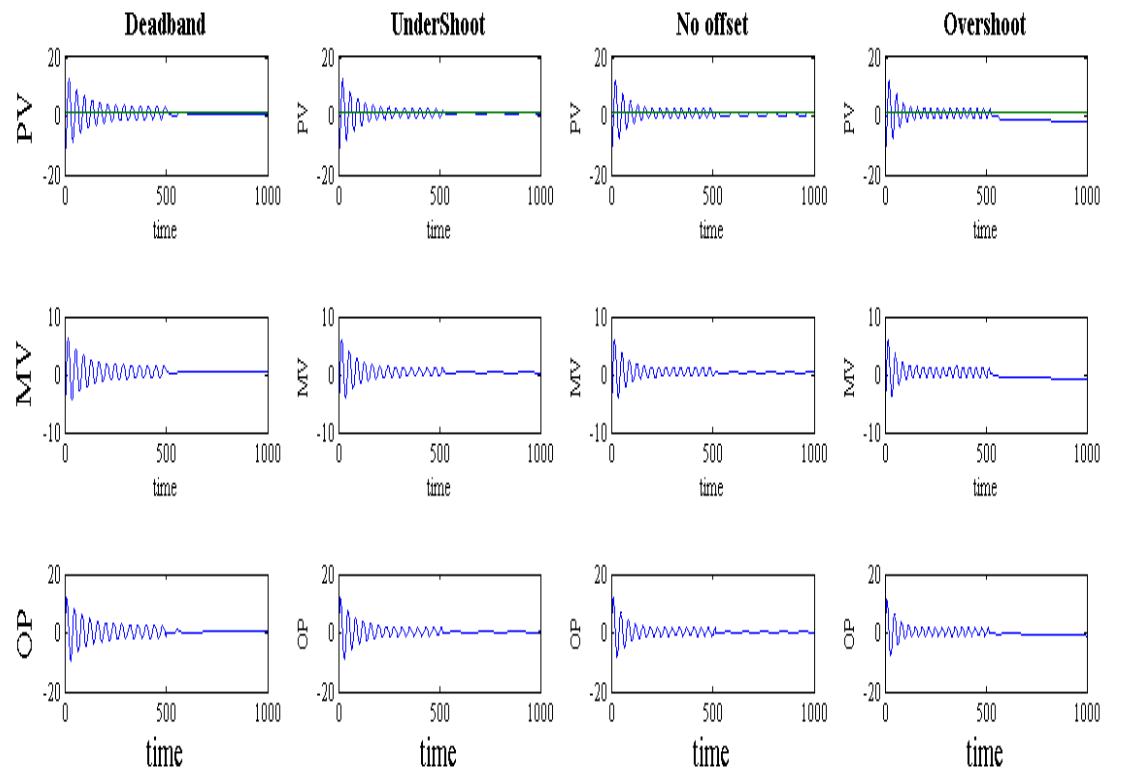 Deadband UnderShoot No offset Overshoot
20 20 20 20
PV 0 PV 0 PV 0 PV 0
-20 -20 -20 -20
0 500 1000 0 500 1000 0 500 1000 0 500 1000
time time time time
10 10 10 10
MV 0 MV 0 MV 0 MV 0
-10 -10 -10 -10
0 500 1000 0 500 1000 0 500 1000 0 500 1000
time time time time
20 20 20 20
OP 0 OP 0 OP 0 OP 0
-20 -20 -20 -20
0 500 1000 0 500 1000 0 500 1000 0 500 1000
time time time time